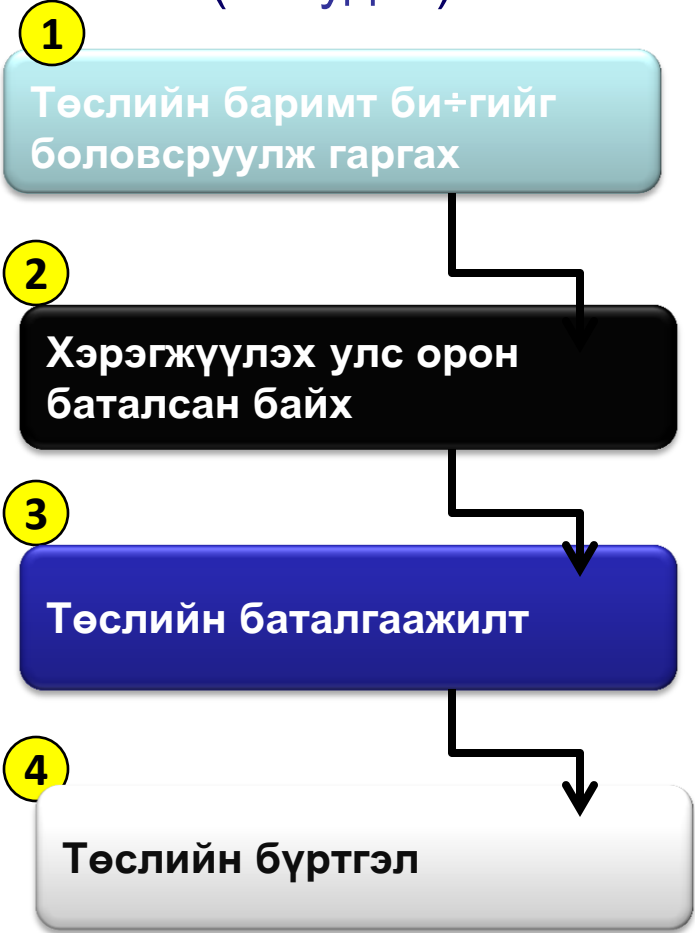 1
Төслийн баримт би÷гийг
боловсруулж гаргах
2
Хэрэгжүүлэх улс орон
баталсан байх
3
Төслийн баталгаажилт
4
Төслийн бүртгэл